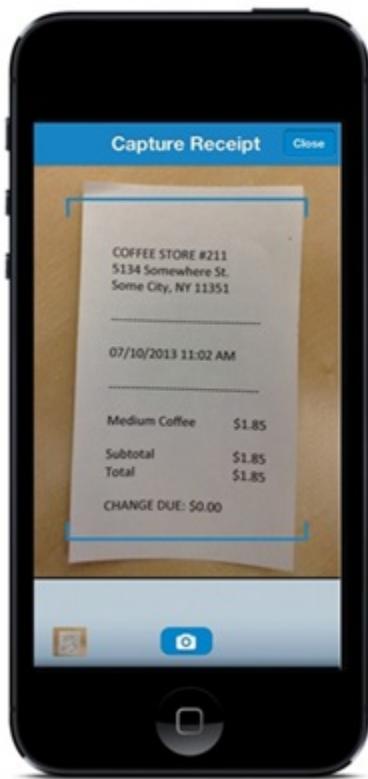 Capture Receipt Close
COFFEE STORE #211
5134 Somewhere St.
Some City, NY 11351
07/10/2013 11:02 AM
Medium Coffee $1.85
Subtotal $1.85
Total $1.85
CHANGE DUE: $0.00